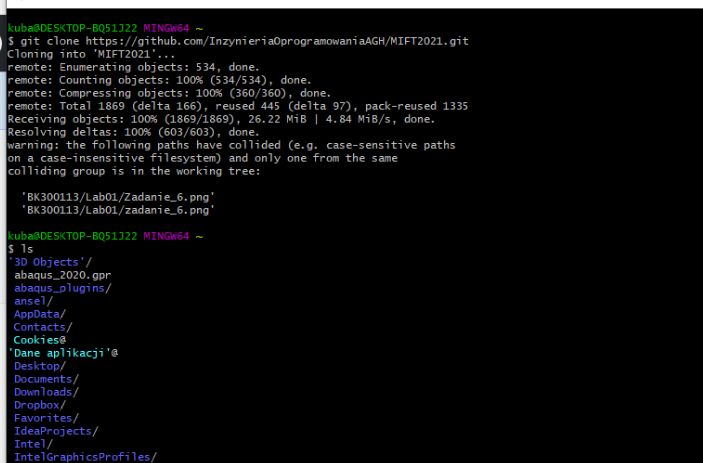 kuba@DESKTOP-BQ51J22 MINGW64 ~
$ git clone https://github.com/InzynieriaOprogramowaniaAGH/MIFT2021.git
Cloning into 'MIFT2021'...
remote: Enumerating objects: 534, done.
remote: Counting objects: 100% (534/534), done.
remote: Compressing objects: 100% (360/360), done.
remote: Total 1869 (delta 166), reused 445 (delta 97), pack-reused 1335
Receiving objects: 100% (1869/1869), 26.22 MiB | 4.84 MiB/s, done.
Resolving deltas: 100% (603/603), done.
warning: the following paths have collided (e.g. case-sensitive paths
on a case-insensitive filesystem) and only one from the same
colliding group is in the working tree:
'BK300113/Lab01/Zadanie_6.png'
'BK300113/Lab01/zadanie_6.png'
kuba@DESKTOP-BQ51J22 MINGW64 ~
$ ls
'3D Objects'/
abaqus_2020.gpr
abaqus_plugins/
ansel/
AppData/
Contacts/
Cookies@
'Dane aplikacji'@
Desktop/
Documents/
Downloads/
Dropbox/
Favorites/
IdeaProjects/
Intel/
IntelGraphicsProfiles/